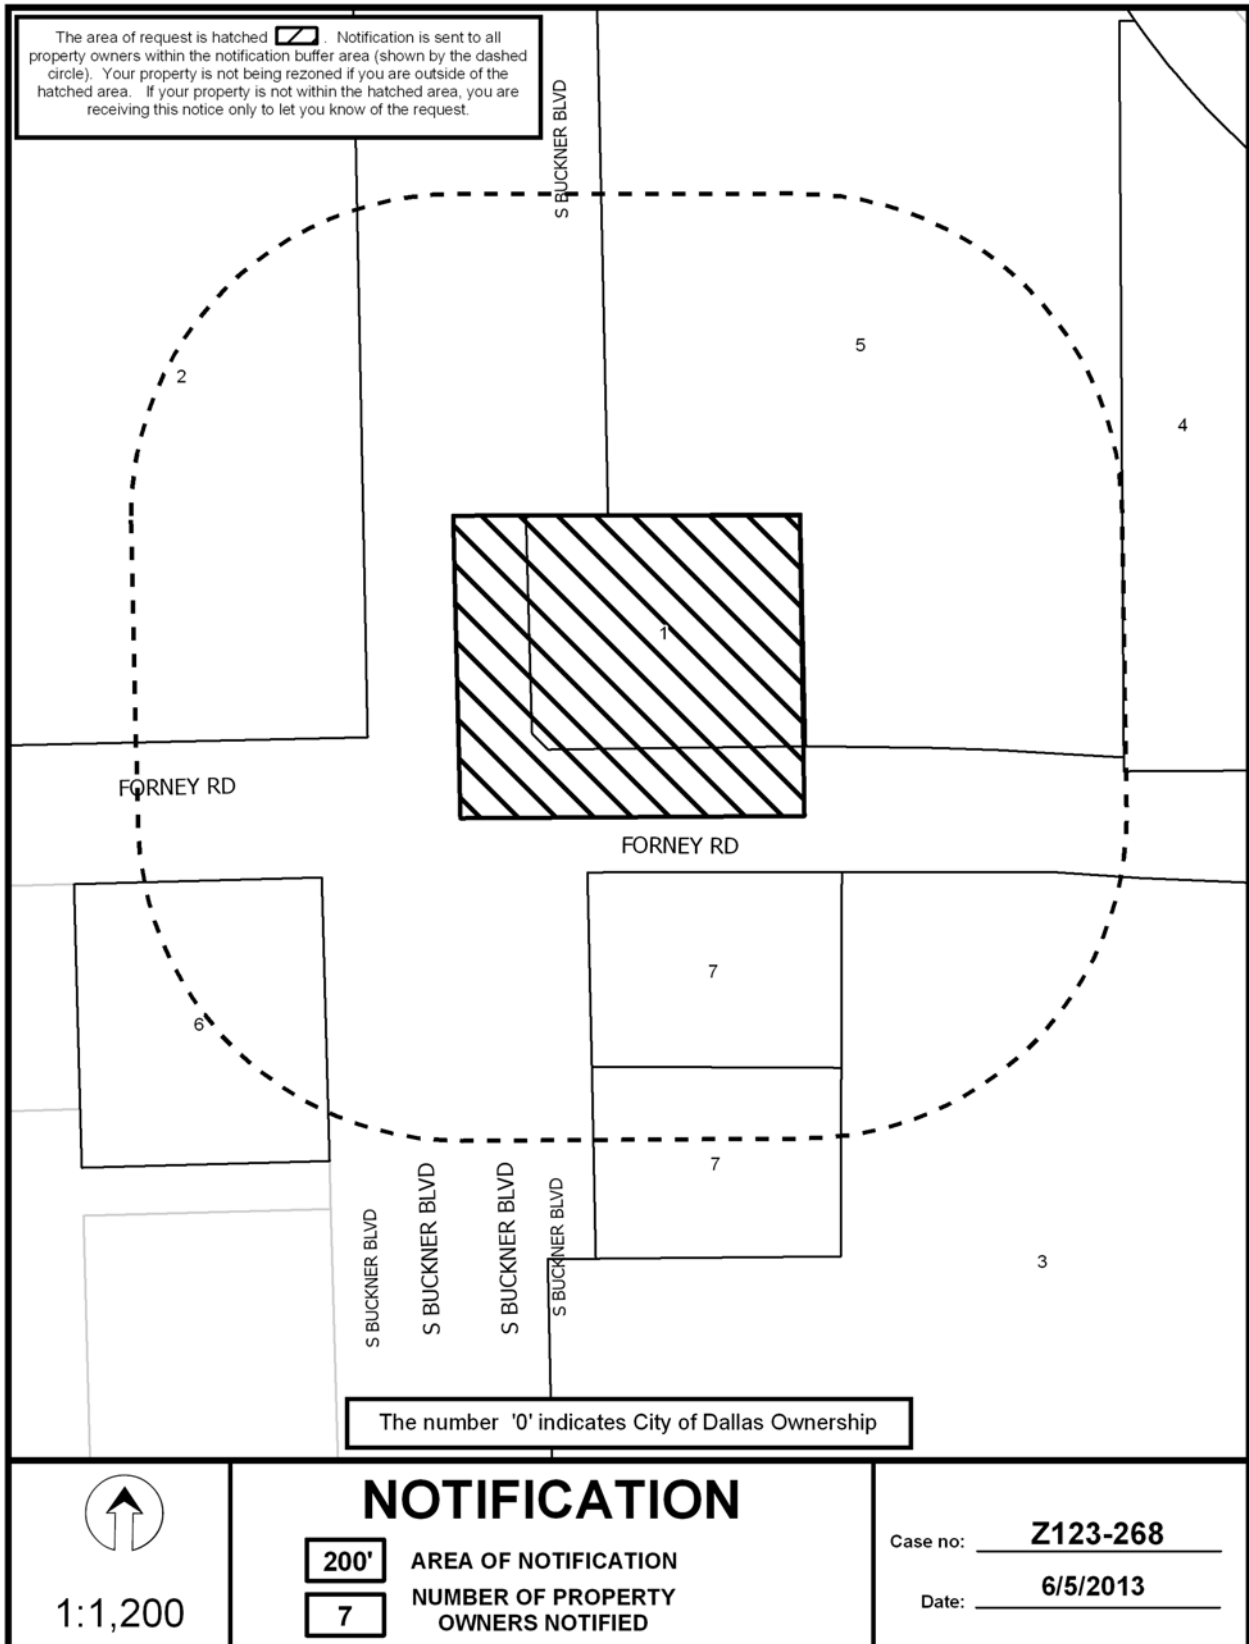 The area of request is hatched . Notification is sent to all
property owners within the notification buffer area (shown by the dashed
circle). Your property is not being rezoned if you are outside of the
hatched area. If your property is not within the hatched area, you are
receiving this notice only to let you know of the request.
S BUCKNER BLVD
5
2
4
1
FORNEY RD
FORNEY RD
7
6
7
S BUCKNER BLVD
S BUCKNER BLVD
S BUCKNER BLVD
S BUCKNER BLVD
3
The number '0' indicates City of Dallas Ownership
1:1,200
NOTIFICATION
200' AREA OF NOTIFICATION
7 NUMBER OF PROPERTY
OWNERS NOTIFIED
Case no: Z123-268
Date: 6/5/2013